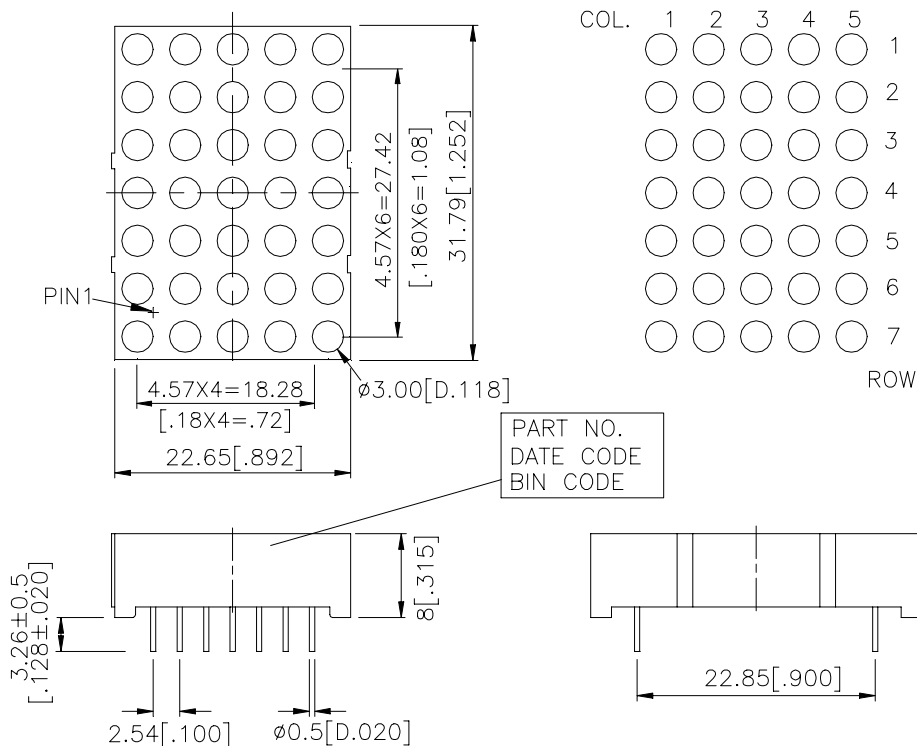 COL. 1 2 3 4 5
1
2
3
4
5
6
7
ROW
4.57X6=27.42
[.180X6=1.08]
31.79[1.252]
PIN1
4.57X4=18.28
[.18X4=.72]
ø3.00[D.118]
22.65[.892]
PART NO.
DATE CODE
BIN CODE
3.26±0.5
[.128±.020]
8[.315]
2.54[.100]
ø0.5[D.020]
22.85[.900]